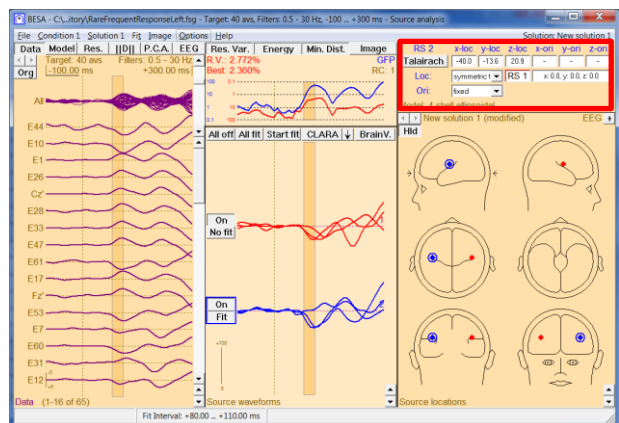 BESA - C:\...itory\RareFrequentResponseLeft.fsg - Target: 40 avs, Filters: 0.5 - 30 Hz, -100 ... +300 ms - Source analysis
File Condition 1 Solution 1 Fit Image Options Help Solution: New solution 1
Data Model Res. ||D|| P.C.A. EEG
Org
Target: 40 avs Filters: 0.5 - 30 Hz
-100.00 ms +300.00 ms
All
E44
E10
E1
E26
Cz'
E28
E33
E47
E61
E17
Fz'
E53
E7
E60
E31
E12
Data (1-16 of 65)
Res. Var. Energy Min. Dist. Image
R.V.: 2.772% GFP
Best: 2.360% RC: 1
All off All fit Start fit CLARA BrainV.
On
No fit
On
Fit
+100
Source waveforms
RS 2 x-loc y-loc z-loc x-ori y-ori z-ori
Talairach -40.0 -13.6 20.9 - - -
Loc: symmetric t RS 1 x: 0.0, y: 0.0, z: 0.0
Ori: fixed
Model: 4 shell ellipsoidal
New solution 1 (modified) EEG +
Hld
Source locations
Fit Interval: +80.00 ... +110.00 ms